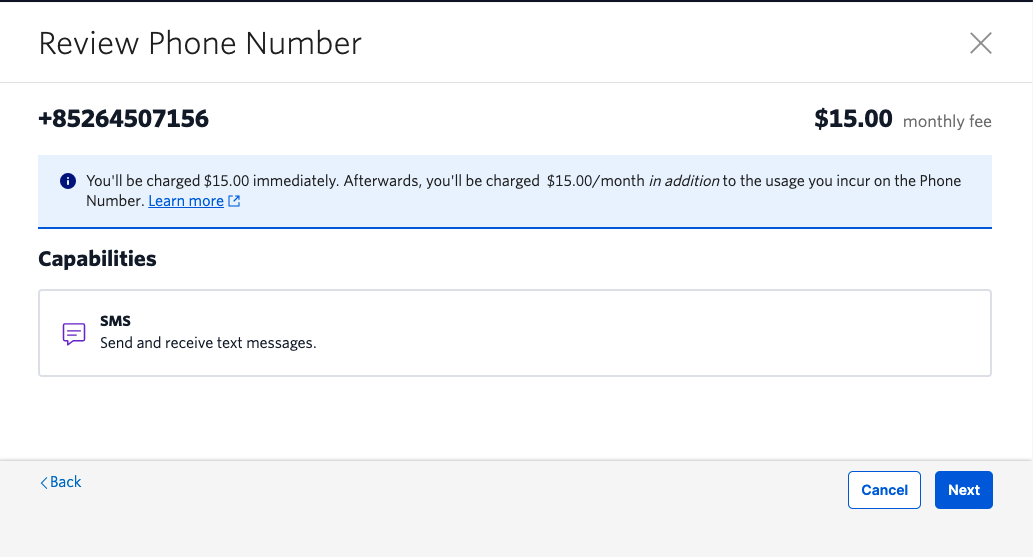 Review Phone Number
+85264507156
$15.00 monthly fee
You'll be charged $15.00 immediately. Afterwards, you'll be charged $15.00/month in addition to the usage you incur on the Phone
Number. Learn more
Capabilities
SMS
Send and receive text messages.
Back
Cancel
Next